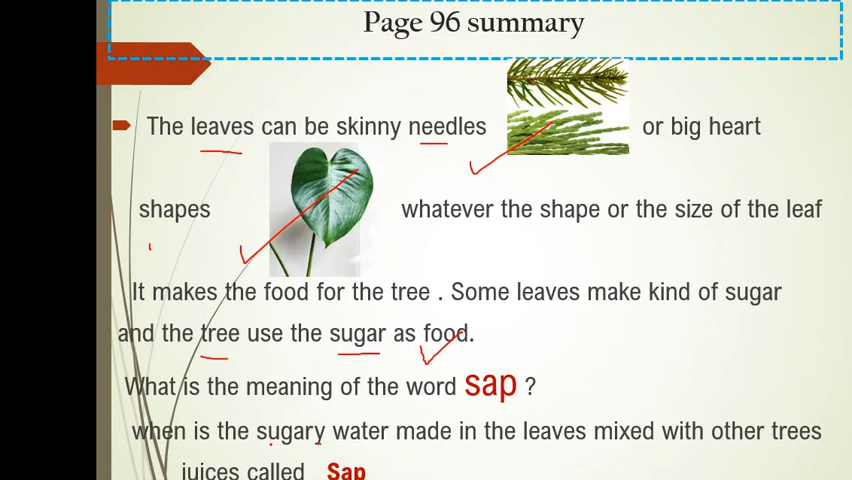 Page 96 summary
The leaves can be skinny needles or big heart
shapes whatever the shape or the size of the leaf
It makes the food for the tree . Some leaves make kind of sugar
and the tree use the sugar as food.
What is the meaning of the word sap ?
when is the sugary water made in the leaves mixed with other trees
juices called Sap